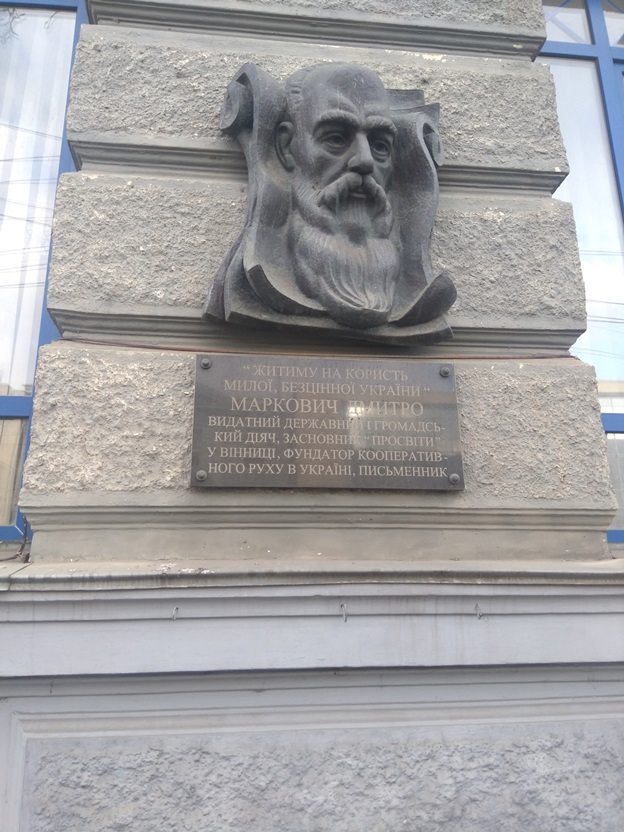 “ЖИТИМУ НА КОРИСТЬ
МИЛОЇ, БЕЗЦІННОЇ УКРАЇНИ“
МАРКОВИЧ ДМИТРО
ВИДАТНИЙ ДЕРЖАВНИЙ І ГРОМАДСЬ-
КИЙ ДІЯЧ, ЗАСНОВНИК “ПРОСВІТИ”
У ВІННИЦІ, ФУНДАТОР КООПЕРАТИВ-
НОГО РУХУ В УКРАЇНІ, ПИСЬМЕННИК